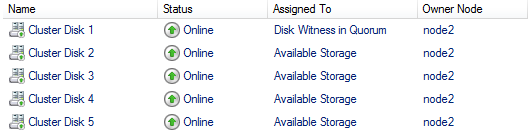 Name Status Assigned To Owner Node
Cluster Disk 1 Online Disk Witness in Quorum node2
Cluster Disk 2 Online Available Storage node2
Cluster Disk 3 Online Available Storage node2
Cluster Disk 4 Online Available Storage node2
Cluster Disk 5 Online Available Storage node2